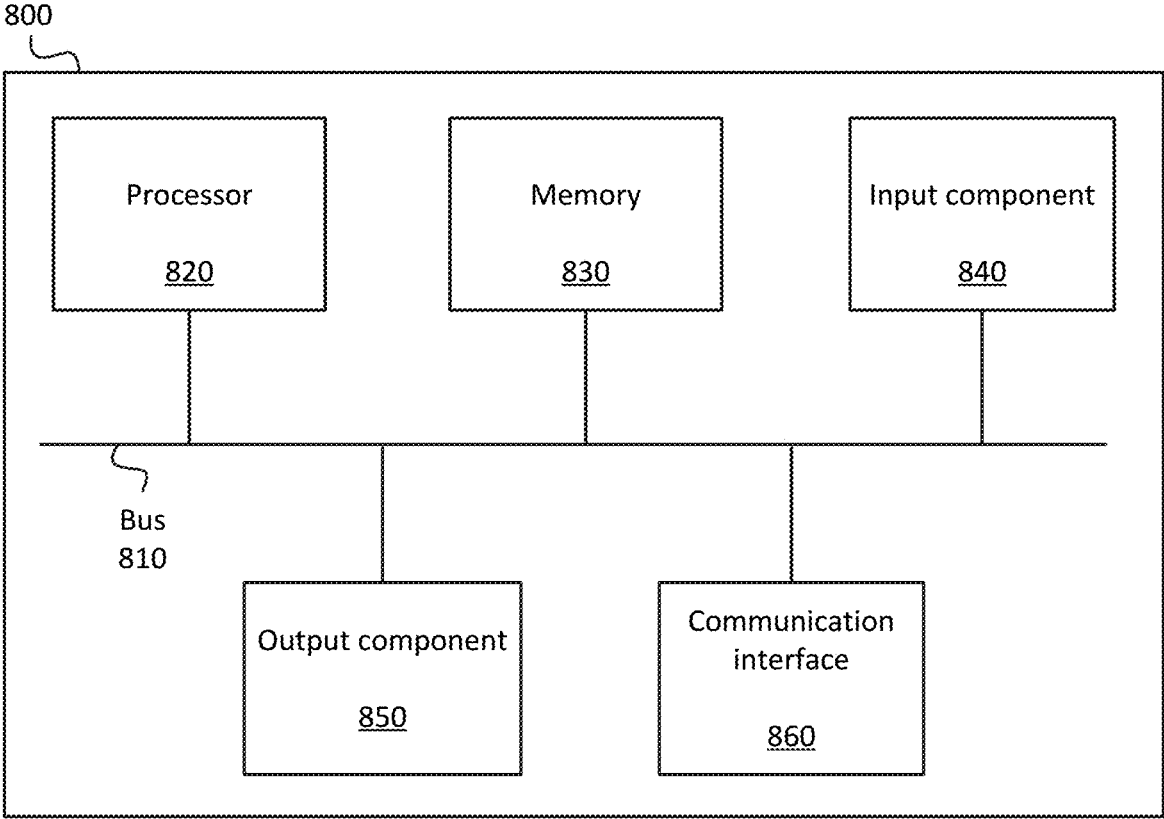 800
Processor
820
Memory
830
Input component
840
Bus
810
Output component
850
Communication
interface
860